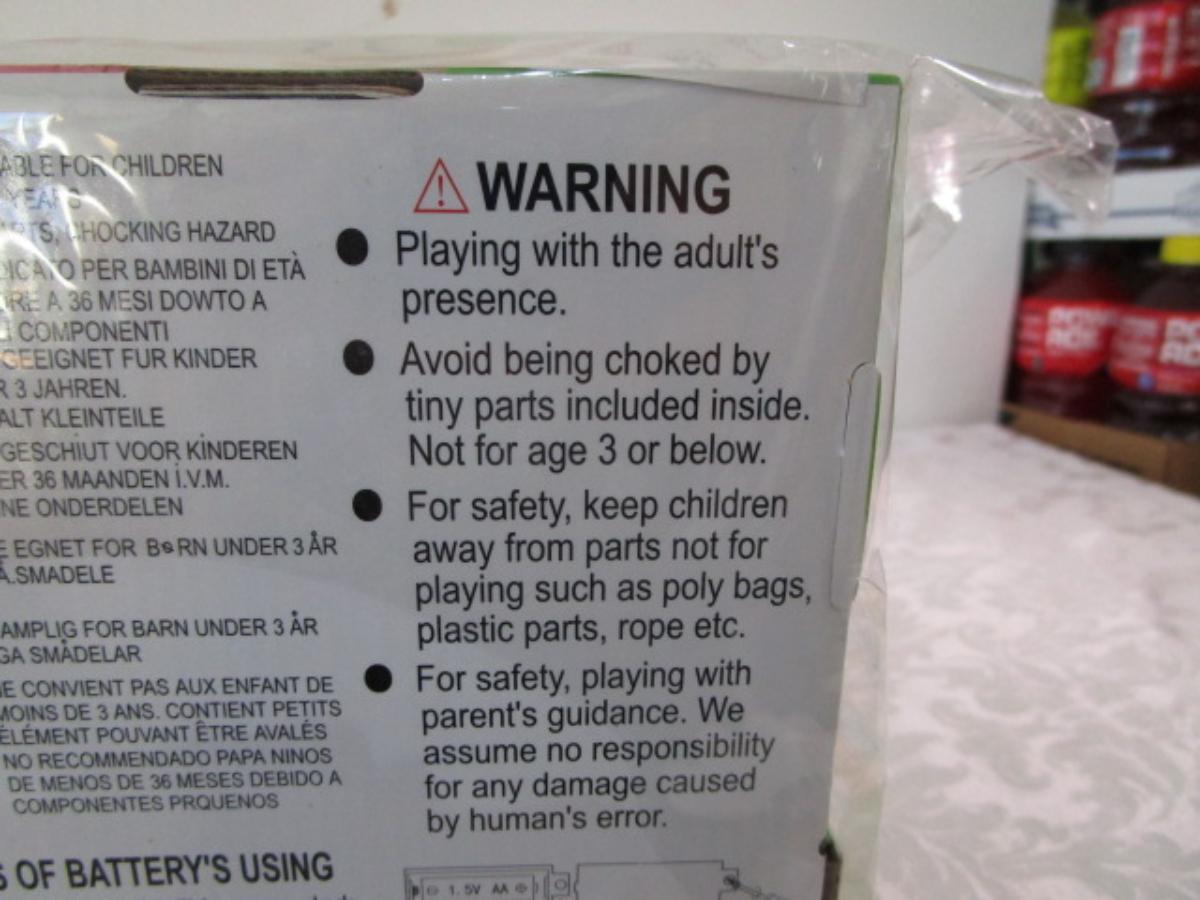 ABLE FOR CHILDREN
YEARS
ARTS, CHOCKING HAZARD
DICATO PER BAMBINI DI ETÀ
RE A 36 MESI DOWTO A
I COMPONENTI
GEEIGNET FUR KINDER
R 3 JAHREN.
ALT KLEINTEILE
GESCHIUT VOOR KİNDEREN
ER 36 MAANDEN İ.V.M.
NE ONDERDELEN
E EGNET FOR BøRN UNDER 3 ÅR
Å.SMADELE
AMPLIG FOR BARN UNDER 3 ÅR
GA SMÅDELAR
NE CONVIENT PAS AUX ENFANT DE
MOINS DE 3 ANS. CONTIENT PETITS
ÉLÉMENT POUVANT ÊTRE AVALÉS
NO RECOMMENDADO PAPA NINOS
DE MENOS DE 36 MESES DEBIDO A
COMPONENTES PRQUENOS
S OF BATTERY'S USING
WARNING
● Playing with the adult's
presence.
● Avoid being choked by
tiny parts included inside.
Not for age 3 or below.
● For safety, keep children
away from parts not for
playing such as poly bags,
plastic parts, rope etc.
● For safety, playing with
parent's guidance. We
assume no responsibility
for any damage caused
by human's error.
1.5V AA